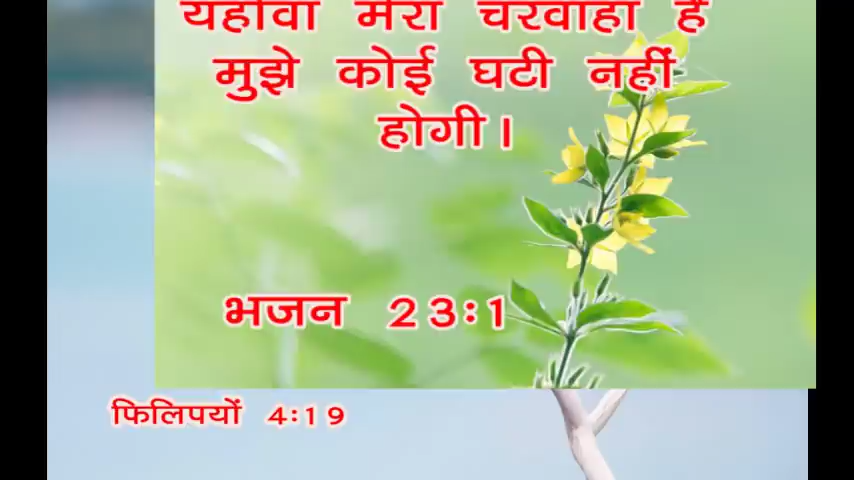 यहोवा मेरा चरवाहा है
मुझे कोई घटी नहीं
होगी।
भजन 23:1
फिलिपयों 4:19